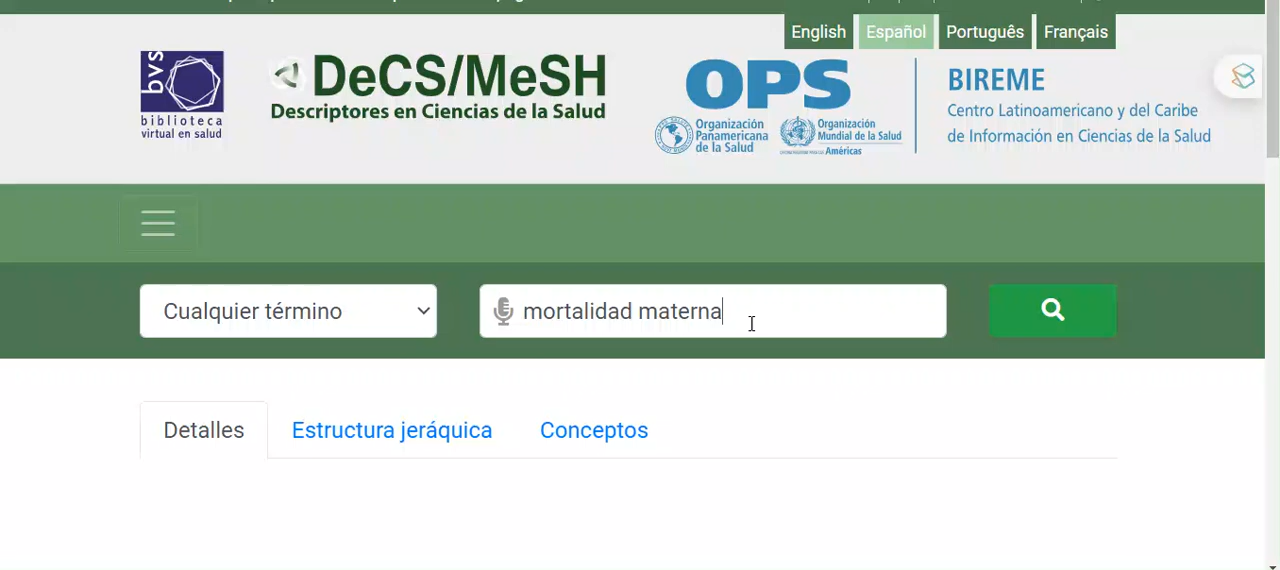 English Español Português Français
bvs
biblioteca
virtual en salud
DeCS/MeSH
Descriptores en Ciencias de la Salud
OPS
Organización
Panamericana
de la Salud
Organización
Mundial de la Salud
Américas
BIREME
Centro Latinoamericano y del Caribe
de Información en Ciencias de la Salud
Cualquier término
mortalidad materna
Detalles Estructura jeráquica Conceptos